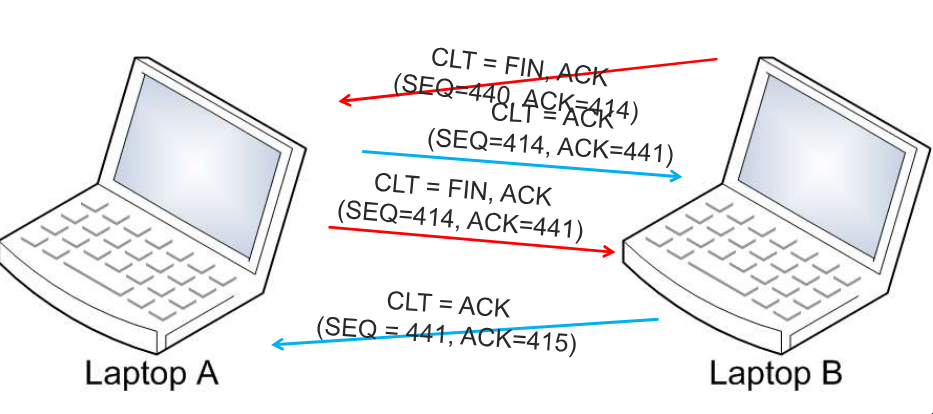 CLT = FIN, ACK
(SEQ=440, ACK=414)
CLT = ACK
(SEQ=414, ACK=441)
CLT = FIN, ACK
(SEQ=414, ACK=441)
CLT = ACK
(SEQ = 441, ACK=415)
Laptop A
Laptop B